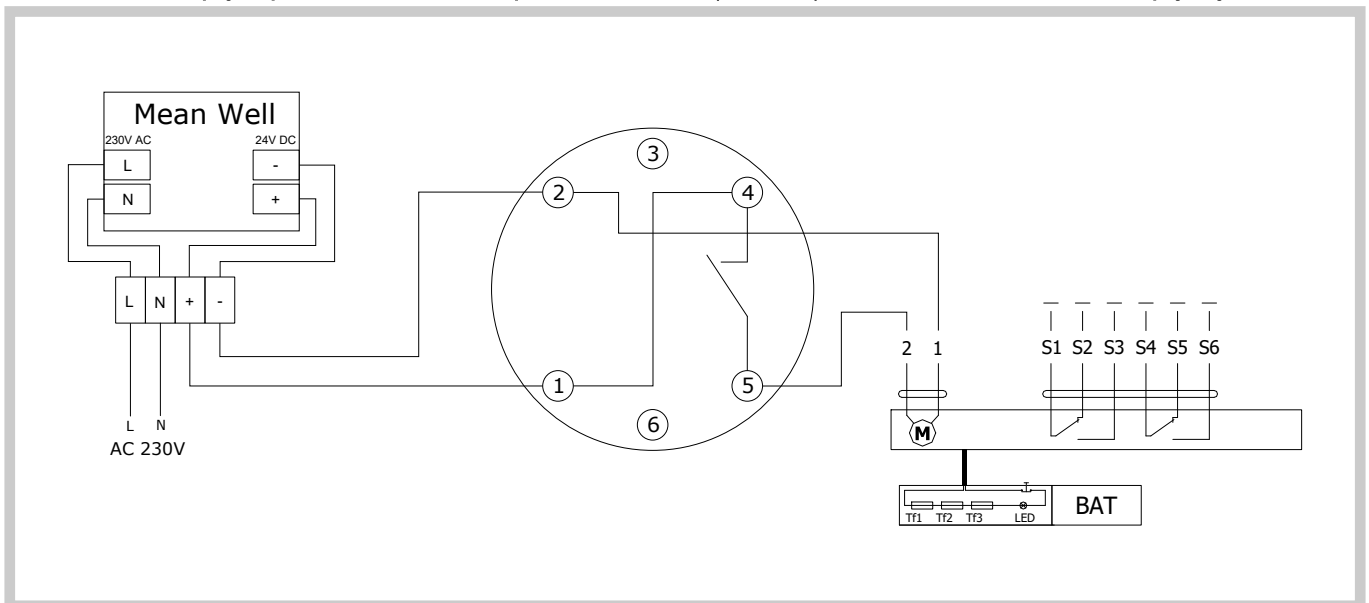 Mean Well
230V AC 24V DC
L -
N +
L N + -
L N
AC 230V
3
2 4
1 5
6
2 1 S1 S2 S3 S4 S5 S6
M
BAT
Tf1 Tf2 Tf3 LED